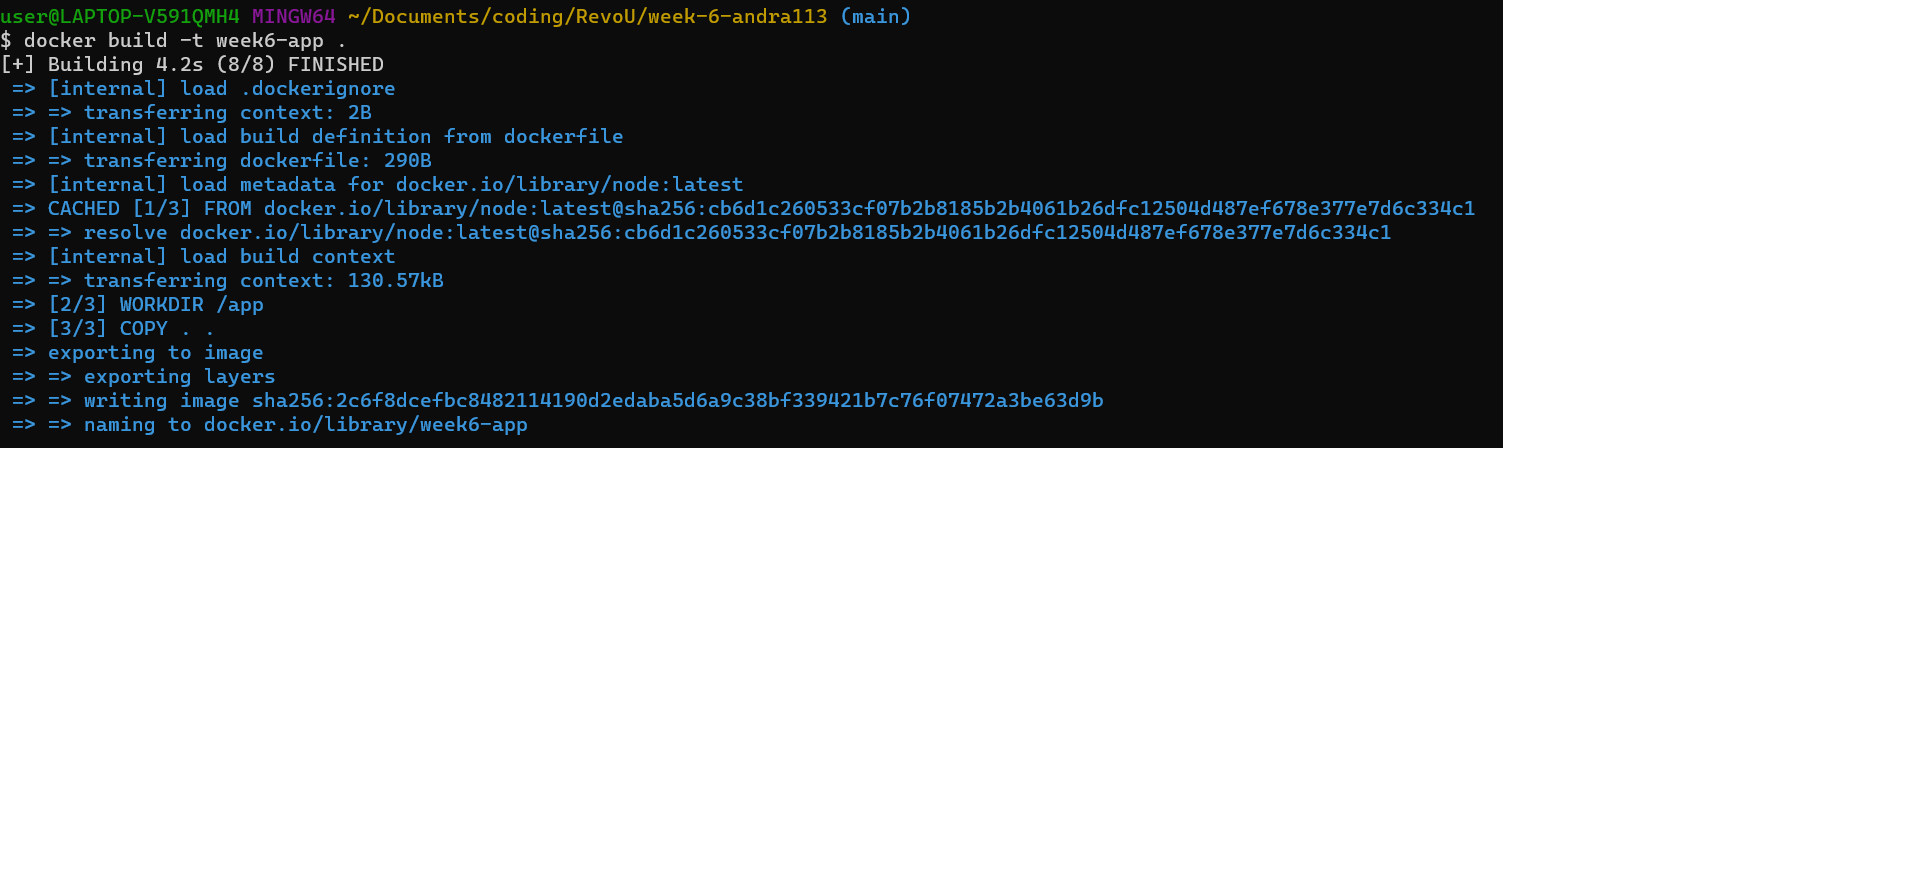 user@LAPTOP-V591QMH4 MINGW64 ~/Documents/coding/RevoU/week-6-andra113 (main)
$ docker build -t week6-app .
[+] Building 4.2s (8/8) FINISHED
=> [internal] load .dockerignore
=> => transferring context: 2B
=> [internal] load build definition from dockerfile
=> => transferring dockerfile: 290B
=> [internal] load metadata for docker.io/library/node:latest
=> CACHED [1/3] FROM docker.io/library/node:latest@sha256:cb6d1c260533cf07b2b8185b2b4061b26dfc12504d487ef678e377e7d6c334c1
=> => resolve docker.io/library/node:latest@sha256:cb6d1c260533cf07b2b8185b2b4061b26dfc12504d487ef678e377e7d6c334c1
=> [internal] load build context
=> => transferring context: 130.57kB
=> [2/3] WORKDIR /app
=> [3/3] COPY . .
=> exporting to image
=> => exporting layers
=> => writing image sha256:2c6f8dcefbc8482114190d2edaba5d6a9c38bf339421b7c76f07472a3be63d9b
=> => naming to docker.io/library/week6-app